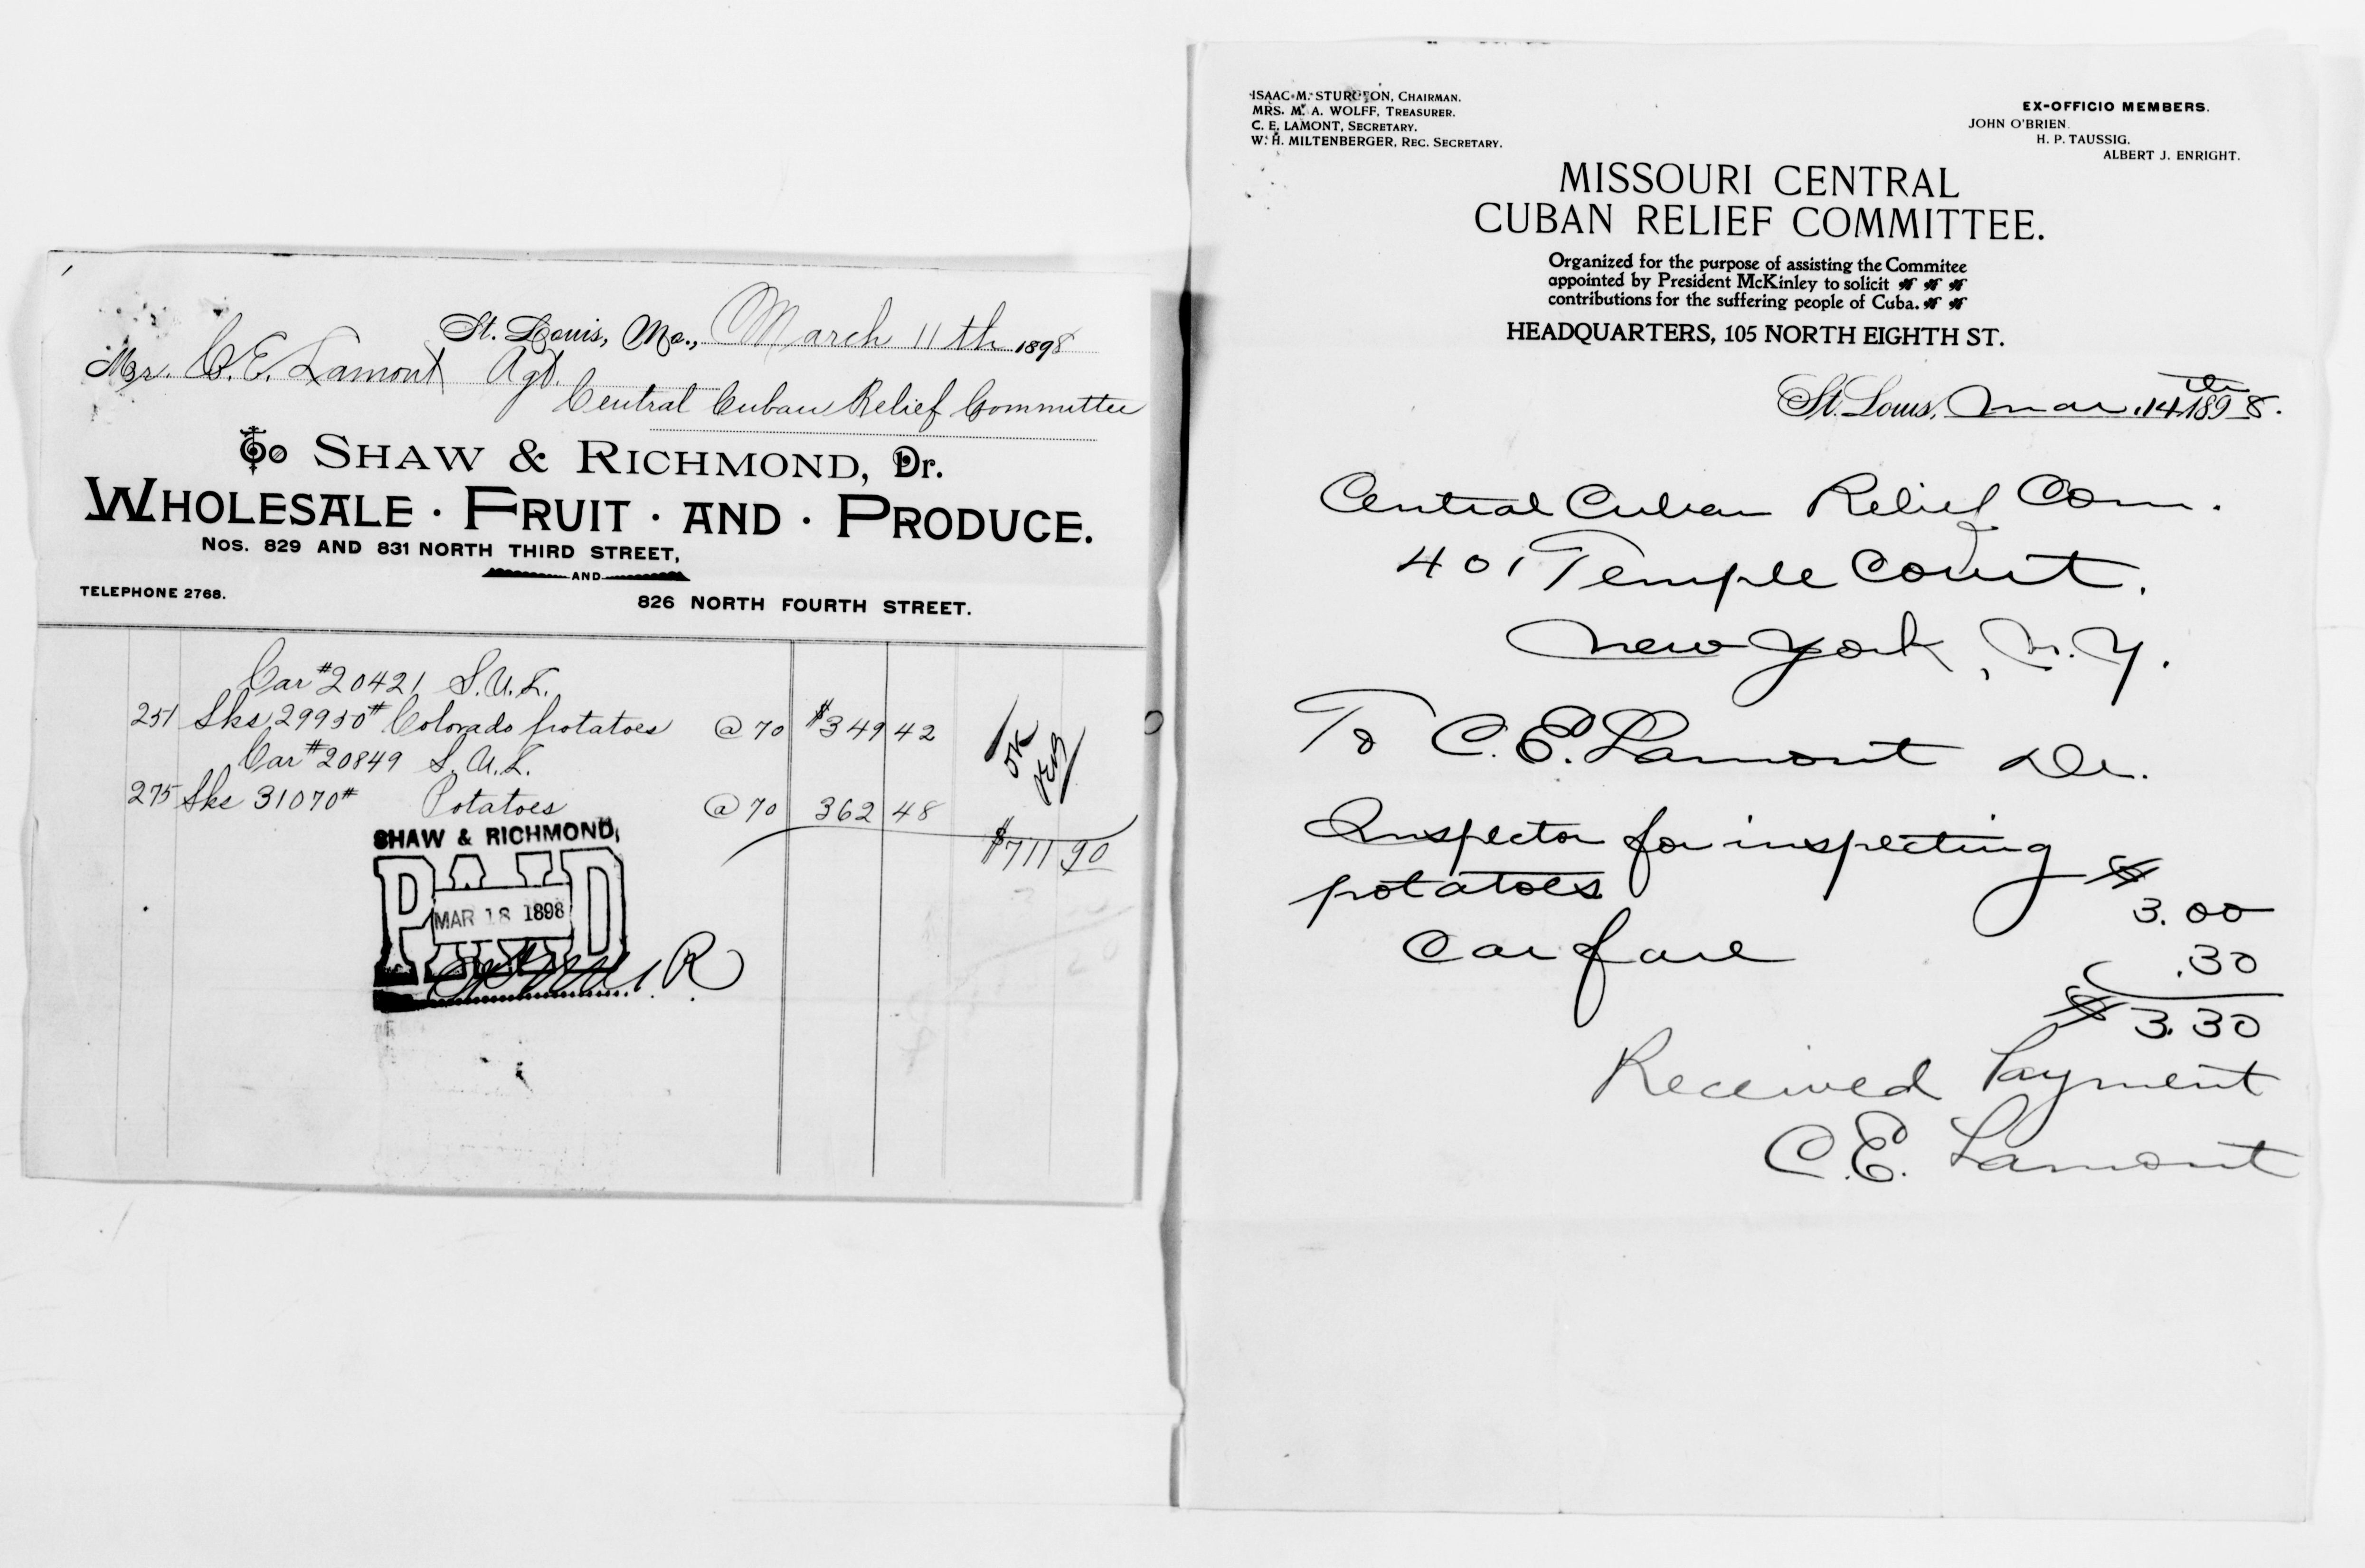 St. Louis, Mo., March 11th 1898
Mr. C. E. Lamont Agt.
Central Cuban Relief Committee
To SHAW & RICHMOND, Dr.
WHOLESALE · FRUIT · AND · PRODUCE.
Nos. 829 AND 831 NORTH THIRD STREET,
AND
TELEPHONE 2768.
826 NORTH FOURTH STREET.
Car #20421 S.U.L.
251 Sks 29950# Colorado potatoes @ 70 $349 42
Car #20849 S.U.L.
275 Sks 31070# Potatoes @ 70 362 48
OK
$711 90
SHAW & RICHMOND,
PAID
MAR 18 1898
R
ISAAC M. STURGEON, CHAIRMAN.
MRS. M. A. WOLFF, TREASURER.
C. E. LAMONT, SECRETARY.
W. H. MILTENBERGER, REC. SECRETARY.
EX-OFFICIO MEMBERS.
JOHN O'BRIEN.
H. P. TAUSSIG.
ALBERT J. ENRIGHT.
MISSOURI CENTRAL
CUBAN RELIEF COMMITTEE.
Organized for the purpose of assisting the Commitee
appointed by President McKinley to solicit
contributions for the suffering people of Cuba.
HEADQUARTERS, 105 NORTH EIGHTH ST.
St. Louis, Mar. 14th 1898.
Central Cuban Relief Com.
401 Temple Court.
New York, N.Y.
To C.E. Lamont Dr.
Inspector for inspecting
potatoes $3.00
Car fare .30
$3.30
Received Payment
C.E. Lamont